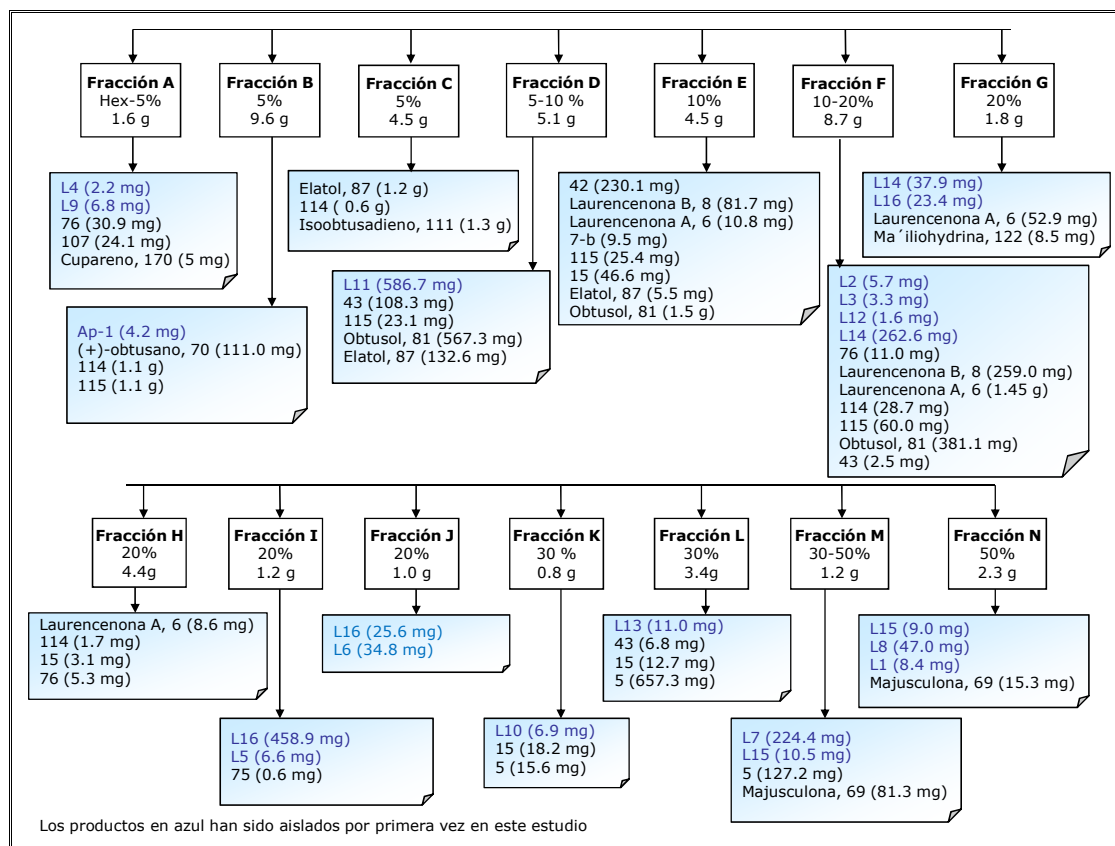 Fracción A
Hex-5%
1.6 g
Fracción B
5%
9.6 g
Fracción C
5%
4.5 g
Fracción D
5-10 %
5.1 g
Fracción E
10%
4.5 g
Fracción F
10-20%
8.7 g
Fracción G
20%
1.8 g
L4 (2.2 mg)
L9 (6.8 mg)
76 (30.9 mg)
107 (24.1 mg)
Cupareno, 170 (5 mg)
Ap-1 (4.2 mg)
(+)-obtusano, 70 (111.0 mg)
114 (1.1 g)
115 (1.1 g)
Elatol, 87 (1.2 g)
114 ( 0.6 g)
Isoobtusadieno, 111 (1.3 g)
L11 (586.7 mg)
43 (108.3 mg)
115 (23.1 mg)
Obtusol, 81 (567.3 mg)
Elatol, 87 (132.6 mg)
42 (230.1 mg)
Laurencenona B, 8 (81.7 mg)
Laurencenona A, 6 (10.8 mg)
7-b (9.5 mg)
115 (25.4 mg)
15 (46.6 mg)
Elatol, 87 (5.5 mg)
Obtusol, 81 (1.5 g)
L2 (5.7 mg)
L3 (3.3 mg)
L12 (1.6 mg)
L14 (262.6 mg)
76 (11.0 mg)
Laurencenona B, 8 (259.0 mg)
Laurencenona A, 6 (1.45 g)
114 (28.7 mg)
115 (60.0 mg)
Obtusol, 81 (381.1 mg)
43 (2.5 mg)
L14 (37.9 mg)
L16 (23.4 mg)
Laurencenona A, 6 (52.9 mg)
Ma´iliohydrina, 122 (8.5 mg)
Fracción H
20%
4.4g
Fracción I
20%
1.2 g
Fracción J
20%
1.0 g
Fracción K
30 %
0.8 g
Fracción L
30%
3.4g
Fracción M
30-50%
1.2 g
Fracción N
50%
2.3 g
Laurencenona A, 6 (8.6 mg)
114 (1.7 mg)
15 (3.1 mg)
76 (5.3 mg)
L16 (458.9 mg)
L5 (6.6 mg)
75 (0.6 mg)
L16 (25.6 mg)
L6 (34.8 mg)
L10 (6.9 mg)
15 (18.2 mg)
5 (15.6 mg)
L13 (11.0 mg)
43 (6.8 mg)
15 (12.7 mg)
5 (657.3 mg)
L7 (224.4 mg)
L15 (10.5 mg)
5 (127.2 mg)
Majusculona, 69 (81.3 mg)
L15 (9.0 mg)
L8 (47.0 mg)
L1 (8.4 mg)
Majusculona, 69 (15.3 mg)
Los productos en azul han sido aislados por primera vez en este estudio